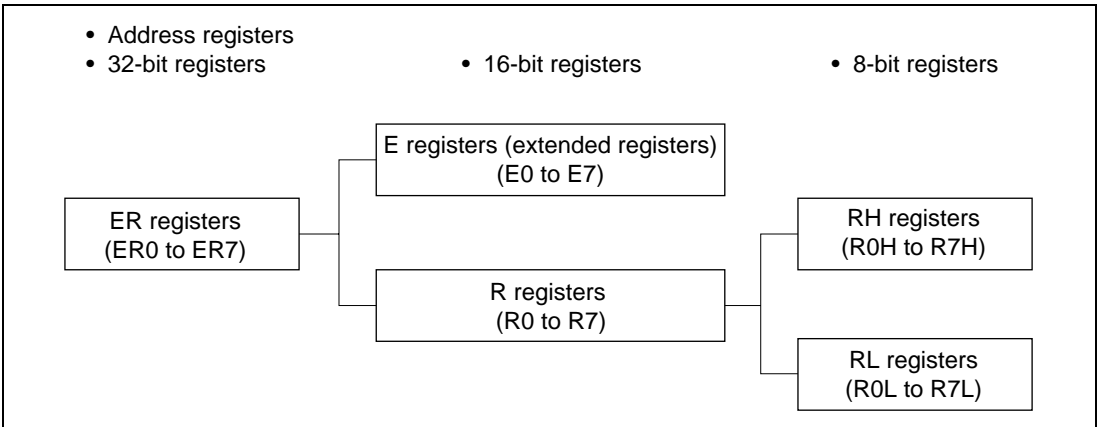 • Address registers
• 32-bit registers
• 16-bit registers
• 8-bit registers
E registers (extended registers)
(E0 to E7)
ER registers
(ER0 to ER7)
RH registers
(R0H to R7H)
R registers
(R0 to R7)
RL registers
(R0L to R7L)